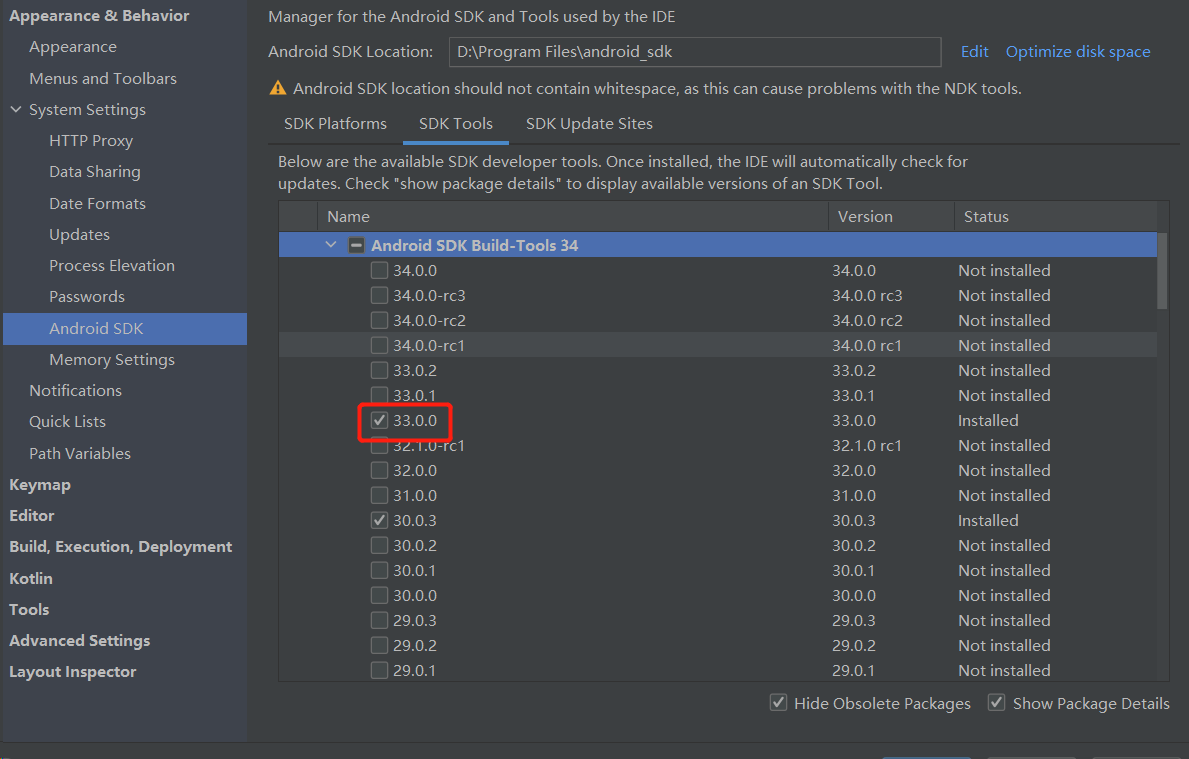 Appearance & Behavior
Appearance
Menus and Toolbars
System Settings
HTTP Proxy
Data Sharing
Date Formats
Updates
Process Elevation
Passwords
Android SDK
Memory Settings
Notifications
Quick Lists
Path Variables
Keymap
Editor
Build, Execution, Deployment
Kotlin
Tools
Advanced Settings
Layout Inspector
Manager for the Android SDK and Tools used by the IDE
Android SDK Location: D:\Program Files\android_sdk Edit Optimize disk space
Android SDK location should not contain whitespace, as this can cause problems with the NDK tools.
SDK Platforms SDK Tools SDK Update Sites
Below are the available SDK developer tools. Once installed, the IDE will automatically check for
updates. Check "show package details" to display available versions of an SDK Tool.
Name Version Status
Android SDK Build-Tools 34
34.0.0 34.0.0 Not installed
34.0.0-rc3 34.0.0 rc3 Not installed
34.0.0-rc2 34.0.0 rc2 Not installed
34.0.0-rc1 34.0.0 rc1 Not installed
33.0.2 33.0.2 Not installed
33.0.1 33.0.1 Not installed
33.0.0 33.0.0 Installed
32.1.0-rc1 32.1.0 rc1 Not installed
32.0.0 32.0.0 Not installed
31.0.0 31.0.0 Not installed
30.0.3 30.0.3 Installed
30.0.2 30.0.2 Not installed
30.0.1 30.0.1 Not installed
30.0.0 30.0.0 Not installed
29.0.3 29.0.3 Not installed
29.0.2 29.0.2 Not installed
29.0.1 29.0.1 Not installed
Hide Obsolete Packages Show Package Details